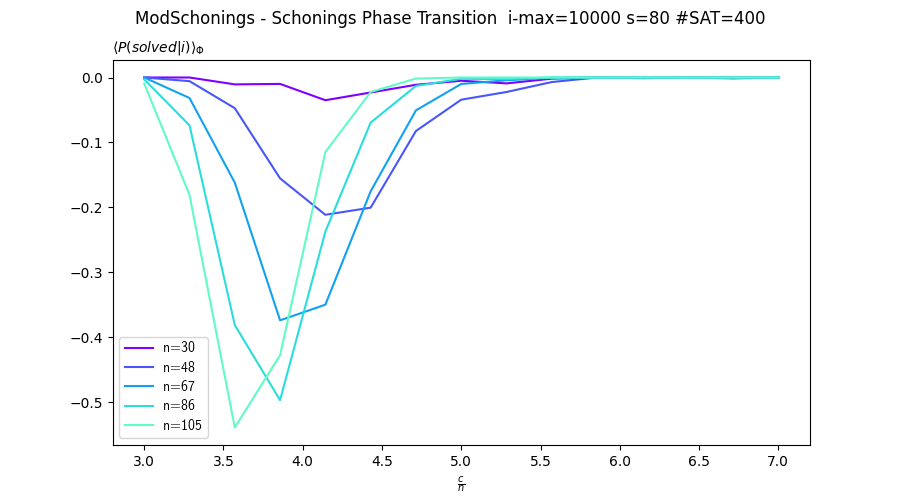 ModSchonings - Schonings Phase Transition  i-max=10000 s=80 #SAT=400
⟨P(solved|i)⟩Φ
0.0
−0.1
−0.2
−0.3
−0.4
−0.5
n=30
n=48
n=67
n=86
n=105
3.0 3.5 4.0 4.5 5.0 5.5 6.0 6.5 7.0
c/n